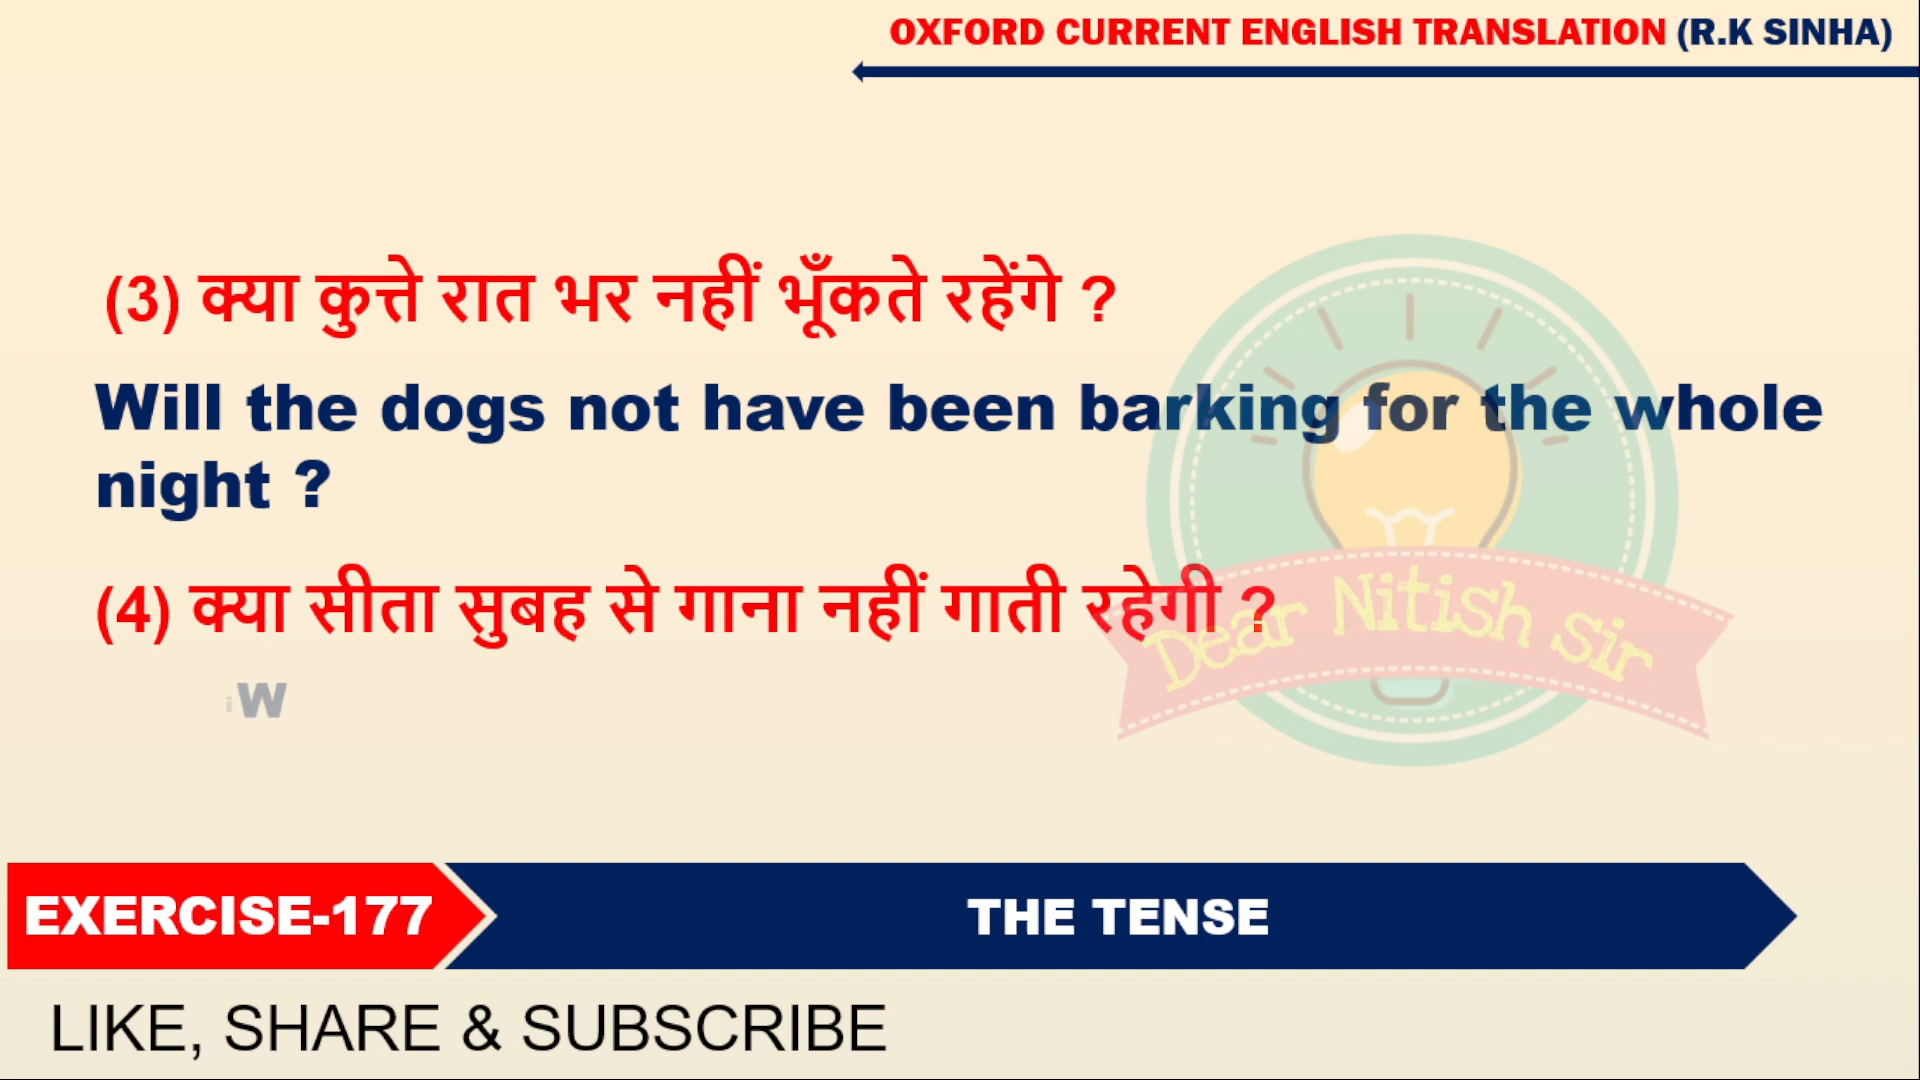 OXFORD CURRENT ENGLISH TRANSLATION (R.K SINHA)
(3) क्या कुत्ते रात भर नहीं भूँकते रहेंगे ?
Will the dogs not have been barking for the whole
night ?
(4) क्या सीता सुबह से गाना नहीं गाती रहेगी ?
Dear Nitish Sir
i W
EXERCISE-177
THE TENSE
LIKE, SHARE & SUBSCRIBE